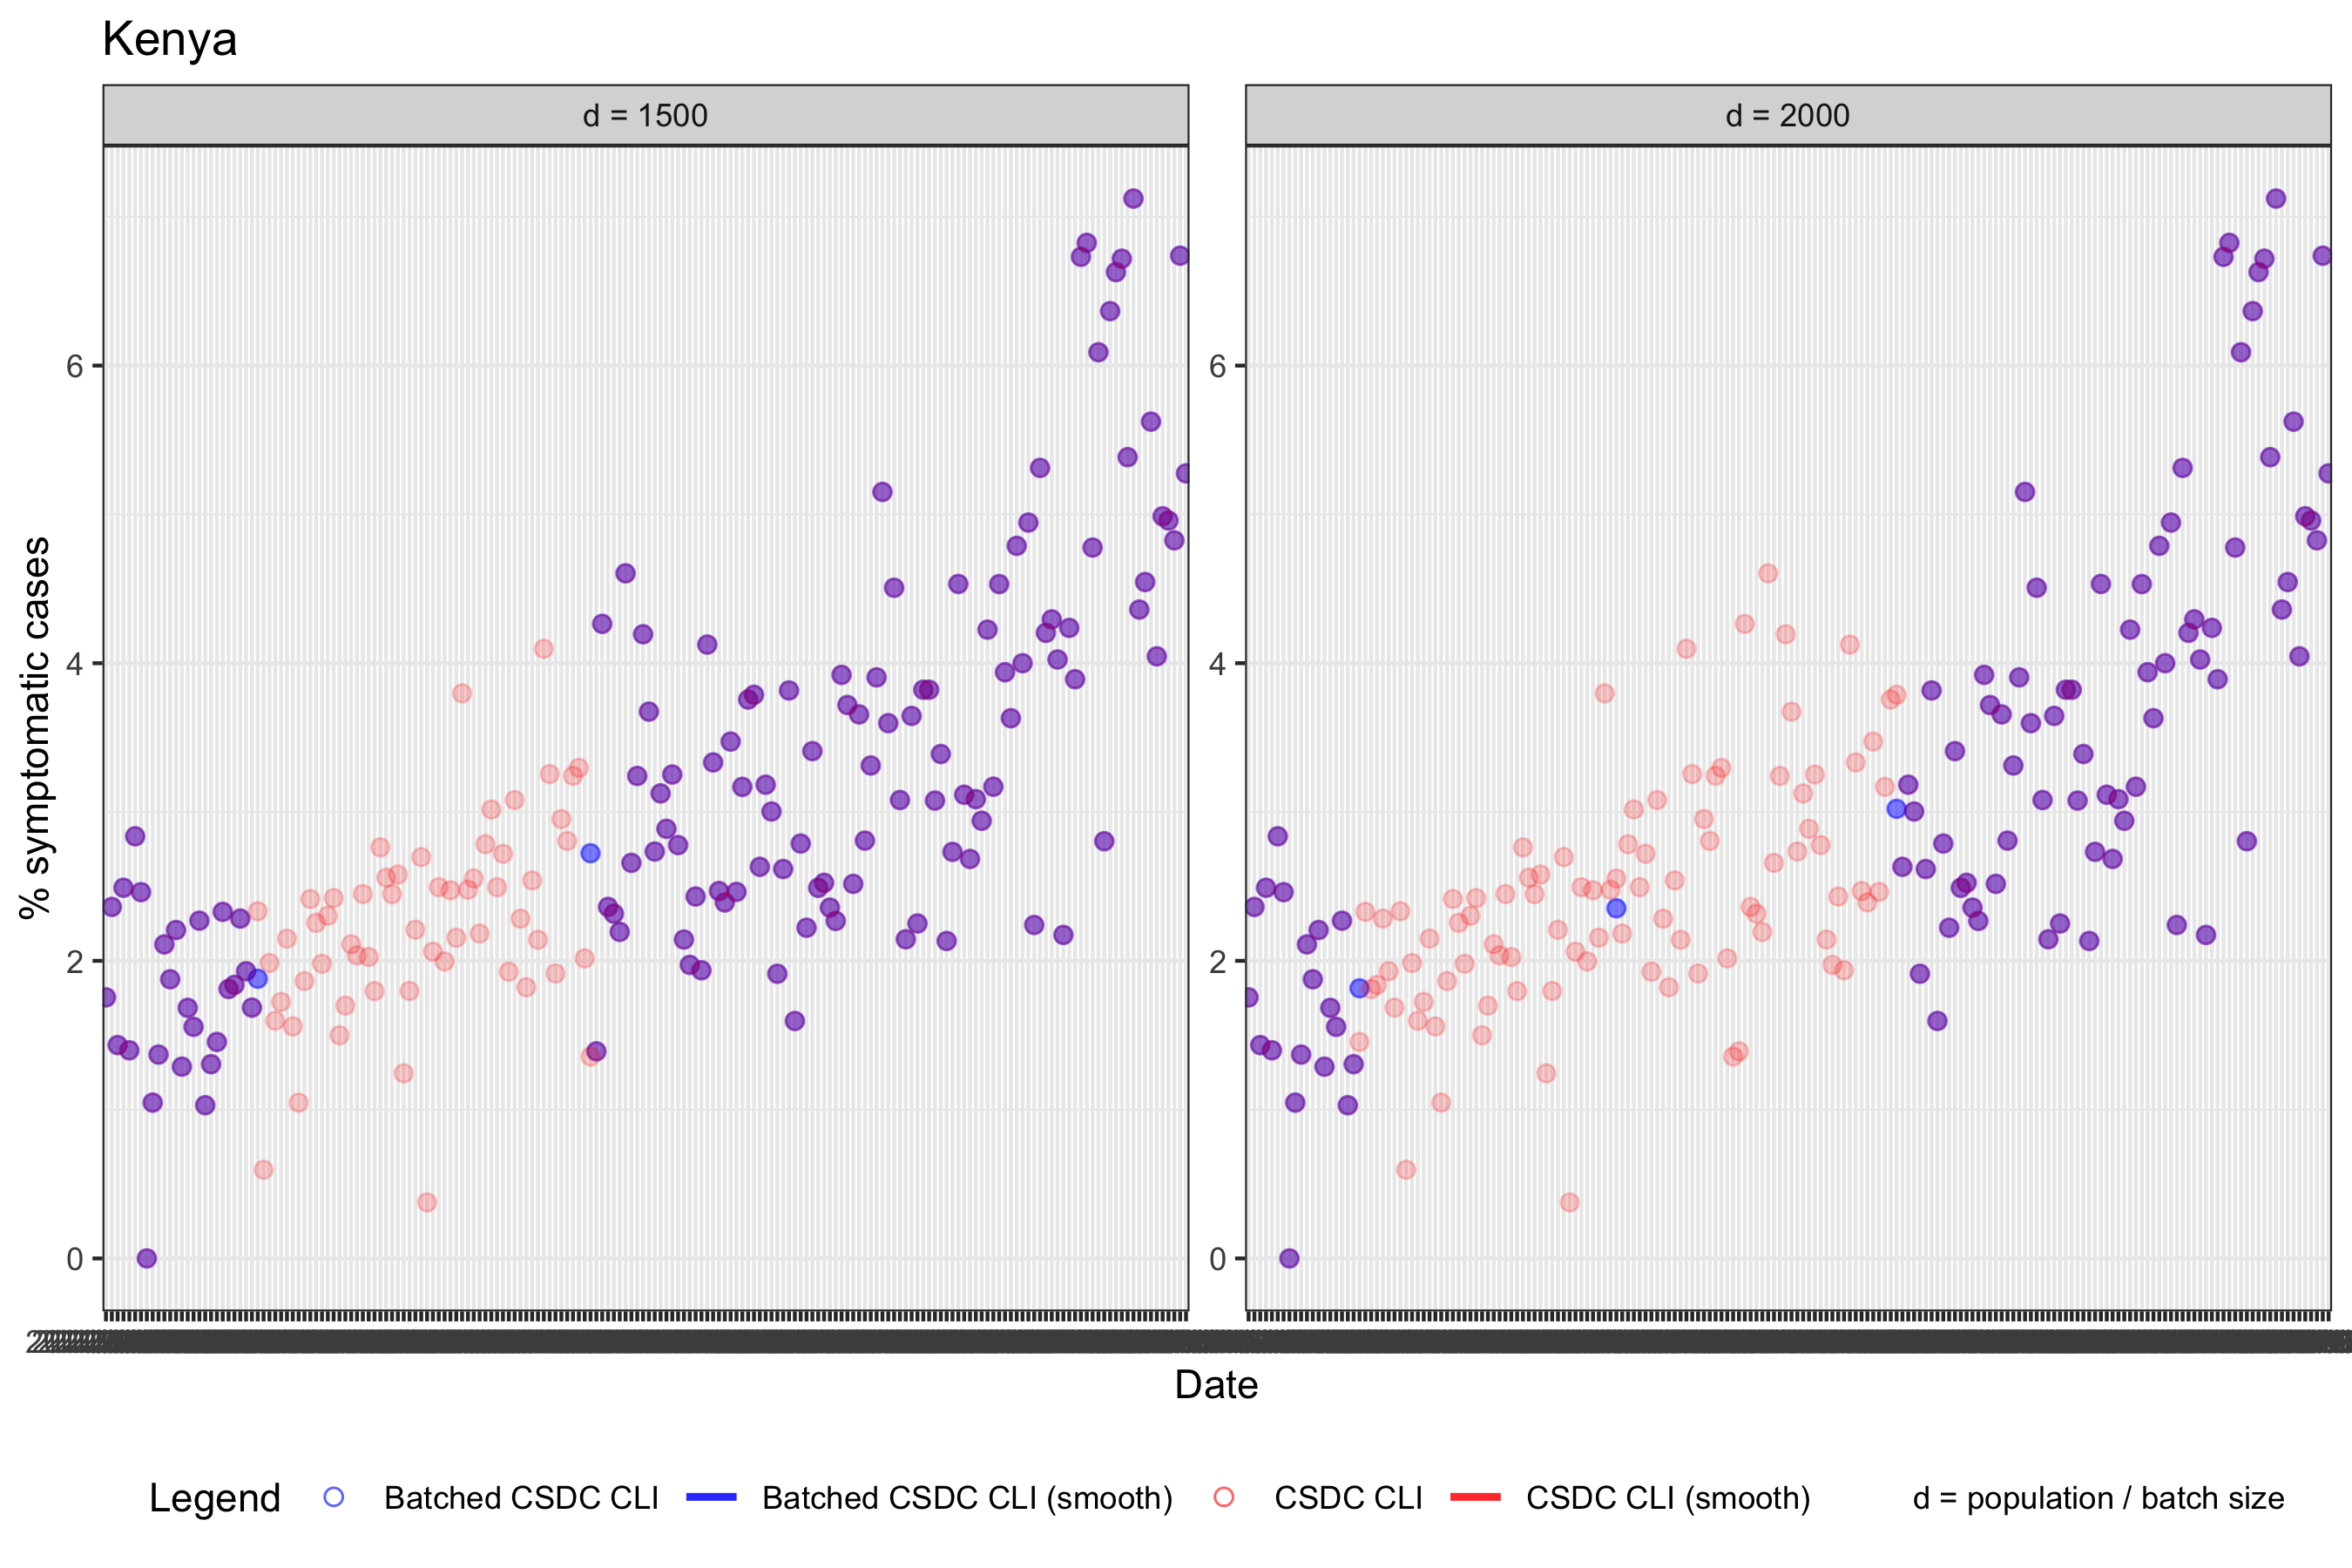 Kenya
d = 1500
d = 2000
% symptomatic cases
6
4
2
0
6
4
2
0
Date
Legend
Batched CSDC CLI
Batched CSDC CLI (smooth)
CSDC CLI
CSDC CLI (smooth)
d = population / batch size